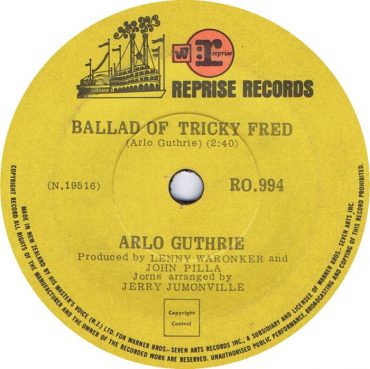 W
r
reprise
REPRISE RECORDS
BALLAD OF TRICKY FRED
(Arlo Guthrie) (2:40)
(N.19516)
RO.994
ARLO GUTHRIE
Produced by LENNY WARONKER and
JOHN PILLA
Jorns arranged by
JERRY JUMONVILLE
Copyright
Control
MADE IN NEW ZEALAND BY HIS MASTER'S VOICE (N.Z.) LTD. FOR WARNER BROS.-SEVEN ARTS RECORDS INC., A SUBSIDIARY AND LICENSEES OF WARNER BROS. SEVEN ARTS INC.
COPYRIGHT RECORD ALL RIGHTS OF THE MANUFACTURER AND THE OWNER OF THE RECORDED WORK ARE RESERVED. UNAUTHORISED PUBLIC PERFORMANCE, BROADCASTING AND COPYING OF THIS RECORD PROHIBITED.